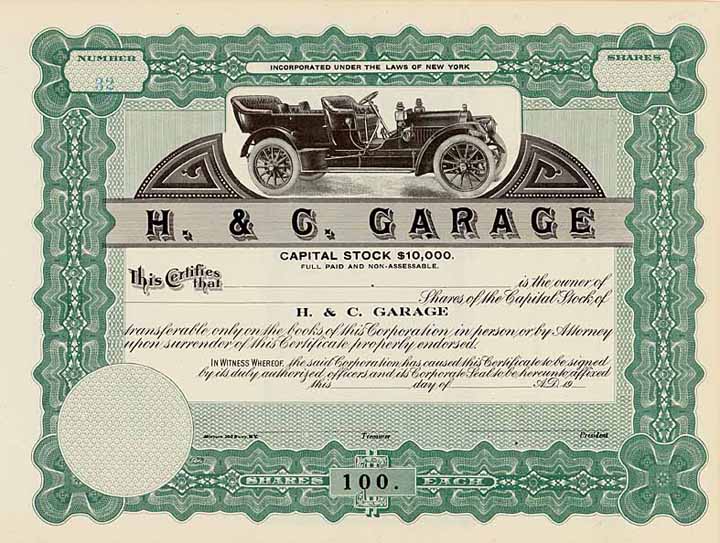 NUMBER
32
SHARES
INCORPORATED UNDER THE LAWS OF NEW YORK
H. & C. GARAGE
CAPITAL STOCK $10,000.
FULL PAID AND NON-ASSESSABLE.
This Certifies that is the owner of
Shares of the Capital Stock of
H. & C. GARAGE
transferable only on the books of this Corporation in person or by Attorney
upon surrender of this Certificate properly endorsed.
IN WITNESS WHEREOF, the said Corporation has caused this Certificate to be signed
by its duly authorized officers and its Corporate Seal to be hereunto affixed
this day of A.D. 19
Treasurer President
SHARES 100. EACH